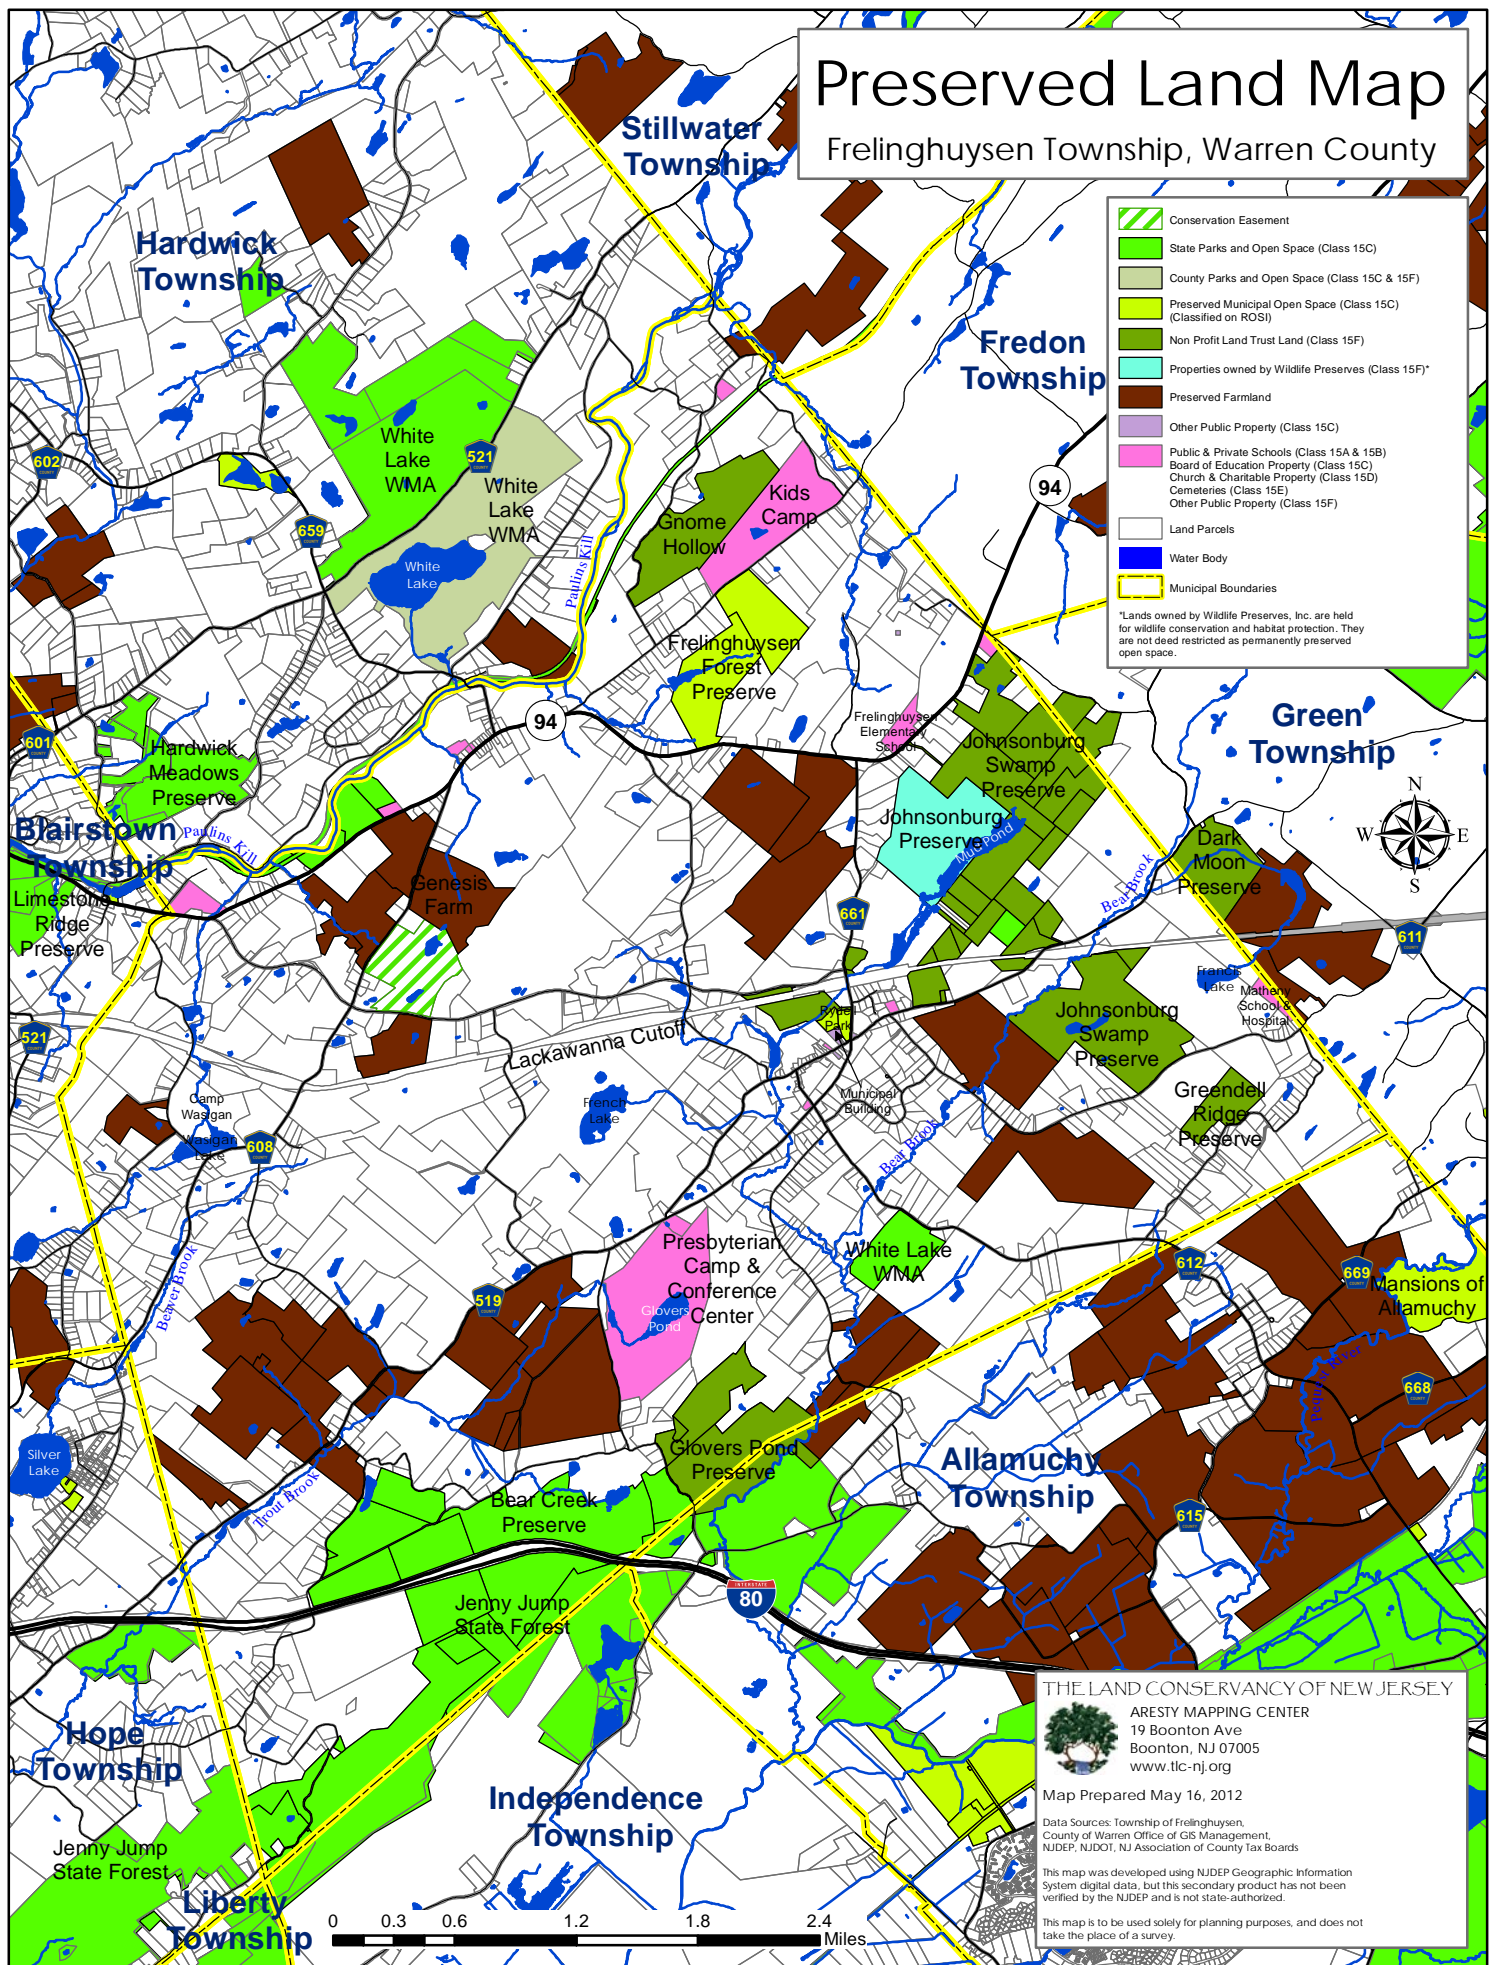 Preserved Land Map
Frelinghuysen Township, Warren County
Conservation Easement
State Parks and Open Space (Class 15C)
County Parks and Open Space (Class 15C & 15F)
Preserved Municipal Open Space (Class 15C)
(Classified on ROSI)
Non Profit Land Trust Land (Class 15F)
Properties owned by Wildlife Preserves (Class 15F)*
Preserved Farmland
Other Public Property (Class 15C)
Public & Private Schools (Class 15A & 15B)
Board of Education Property (Class 15C)
Church & Charitable Property (Class 15D)
Cemeteries (Class 15E)
Other Public Property (Class 15F)
Land Parcels
Water Body
Municipal Boundaries
*Lands owned by Wildlife Preserves, Inc. are held
for wildlife conservation and habitat protection. They
are not deed restricted as permanently preserved
open space.
Stillwater
Township
Hardwick
Township
Fredon
Township
94
602
521
COUNTY
White
Lake
WMA
White
Lake
WMA
659
White
Lake
Paulins Kill
Kids
Camp
Gnome
Hollow
Frelinghuysen
Forest
Preserve
94
Frelinghuysen
Elementary
School
Johnsonburg
Swamp
Preserve
Green
Township
601
Hardwick
Meadows
Preserve
Blairstown
Township
Paulins Kill
Johnsonburg
Preserve
Mud Pond
Dark
Moon
Preserve
N
W
E
S
Bear Brook
Limestone
Ridge
Preserve
Genesis
Farm
661
611
Francis
Lake
Matheny
School &
Hospital
521
Rydell
Park
Johnsonburg
Swamp
Preserve
Lackawanna Cutoff
Camp
Wasigan
Wasigan
Lake
608
French
Lake
Municipal
Building
Bear Brook
Greendell
Ridge
Preserve
Beaver Brook
519
Presbyterian
Camp &
Conference
Center
Glovers
Pond
White Lake
WMA
612
669
Mansions of
Allamuchy
Pequest River
668
Silver
Lake
Trout Brook
Glovers Pond
Preserve
Allamuchy
Township
Bear Creek
Preserve
615
INTERSTATE
80
Jenny Jump
State Forest
Hope
Township
Independence
Township
Jenny Jump
State Forest
Liberty
Township
0 0.3 0.6 1.2 1.8 2.4
Miles
THE LAND CONSERVANCY OF NEW JERSEY
ARESTY MAPPING CENTER
19 Boonton Ave
Boonton, NJ 07005
www.tlc-nj.org
Map Prepared May 16, 2012
Data Sources: Township of Frelinghuysen,
County of Warren Office of GIS Management,
NJDEP, NJDOT, NJ Association of County Tax Boards
This map was developed using NJDEP Geographic Information
System digital data, but this secondary product has not been
verified by the NJDEP and is not state-authorized.
This map is to be used solely for planning purposes, and does not
take the place of a survey.